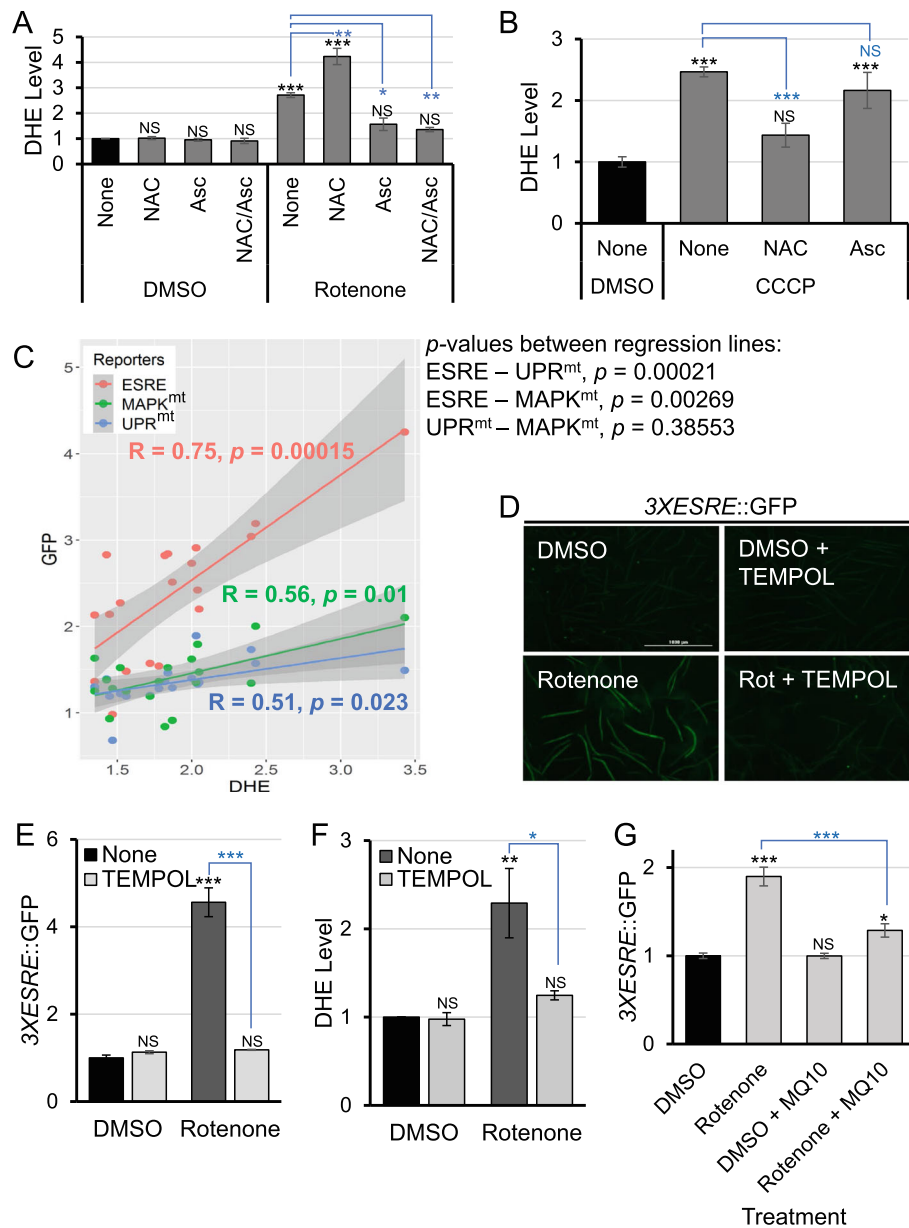 A
DHE Level
5
4
3
2
1
0
NS
NS
NS
***
***
**
NS
*
NS
**
None
NAC
Asc
NAC/Asc
None
NAC
Asc
NAC/Asc
DMSO
Rotenone
B
DHE Level
3
2
1
0
***
***
NS
NS
***
None
None
NAC
Asc
DMSO
CCCP
C
GFP
5
4
3
2
1
Reporters
ESRE
MAPKmt
UPRmt
R = 0.75, p = 0.00015
R = 0.56, p = 0.01
R = 0.51, p = 0.023
1.5
2.0
2.5
3.0
3.5
DHE
p-values between regression lines:
ESRE – UPRmt, p = 0.00021
ESRE – MAPKmt, p = 0.00269
UPRmt – MAPKmt, p = 0.38553
D
3XESRE::GFP
DMSO
DMSO +
TEMPOL
Rotenone
Rot + TEMPOL
E
3XESRE::GFP
6
4
2
0
None
TEMPOL
NS
***
***
NS
DMSO
Rotenone
F
DHE Level
3
2
1
0
None
TEMPOL
NS
**
*
NS
DMSO
Rotenone
G
3XESRE::GFP
2
1
0
***
***
NS
*
DMSO
Rotenone
DMSO + MQ10
Rotenone + MQ10
Treatment